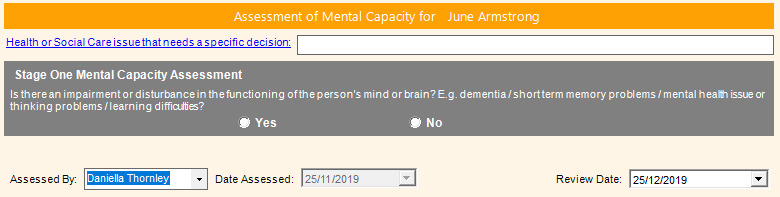 Assessment of Mental Capacity for June Armstrong
Health or Social Care issue that needs a specific decision:
Stage One Mental Capacity Assessment
Is there an impairment or disturbance in the functioning of the person's mind or brain? E.g. dementia / short term memory problems / mental health issue or
thinking problems / learning difficulties?
Yes No
Assessed By: Daniella Thornley Date Assessed: 25/11/2019 Review Date: 25/12/2019